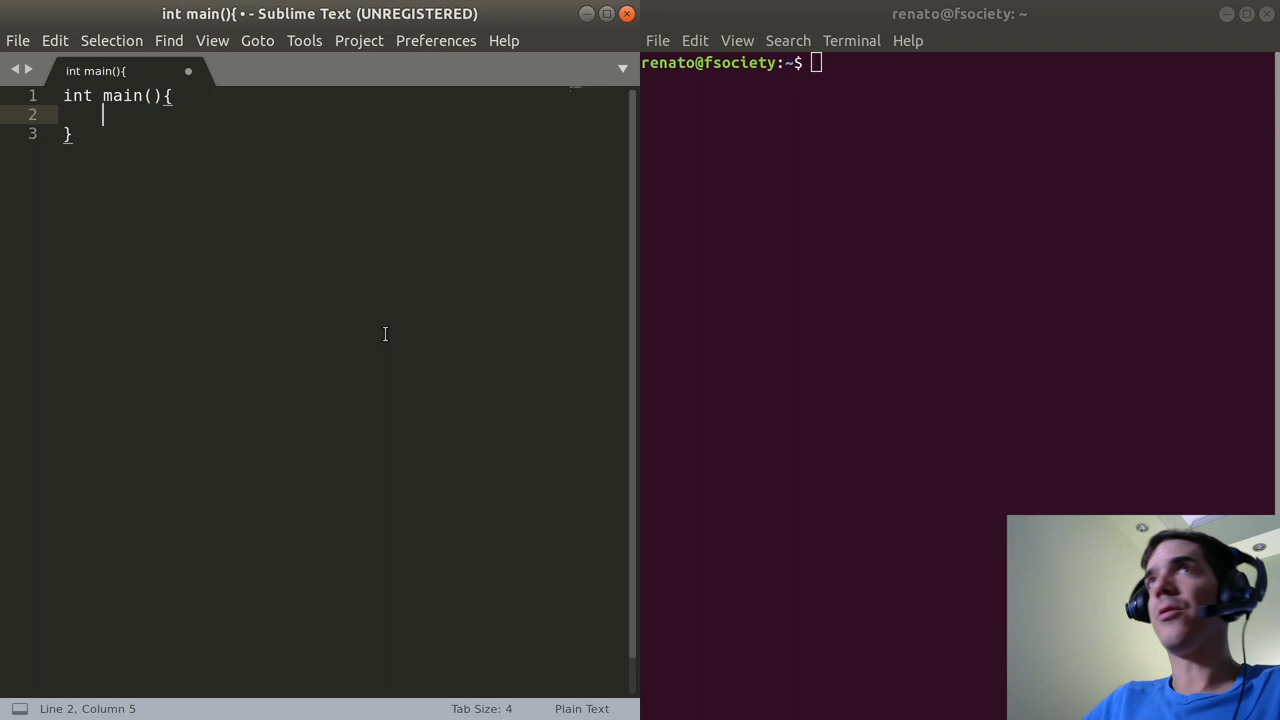 int main(){ • - Sublime Text (UNREGISTERED)
File Edit Selection Find View Goto Tools Project Preferences Help
int main(){
1 int main(){
2
3 }
Line 2, Column 5
Tab Size: 4
Plain Text
renato@fsociety: ~
File Edit View Search Terminal Help
renato@fsociety:~$